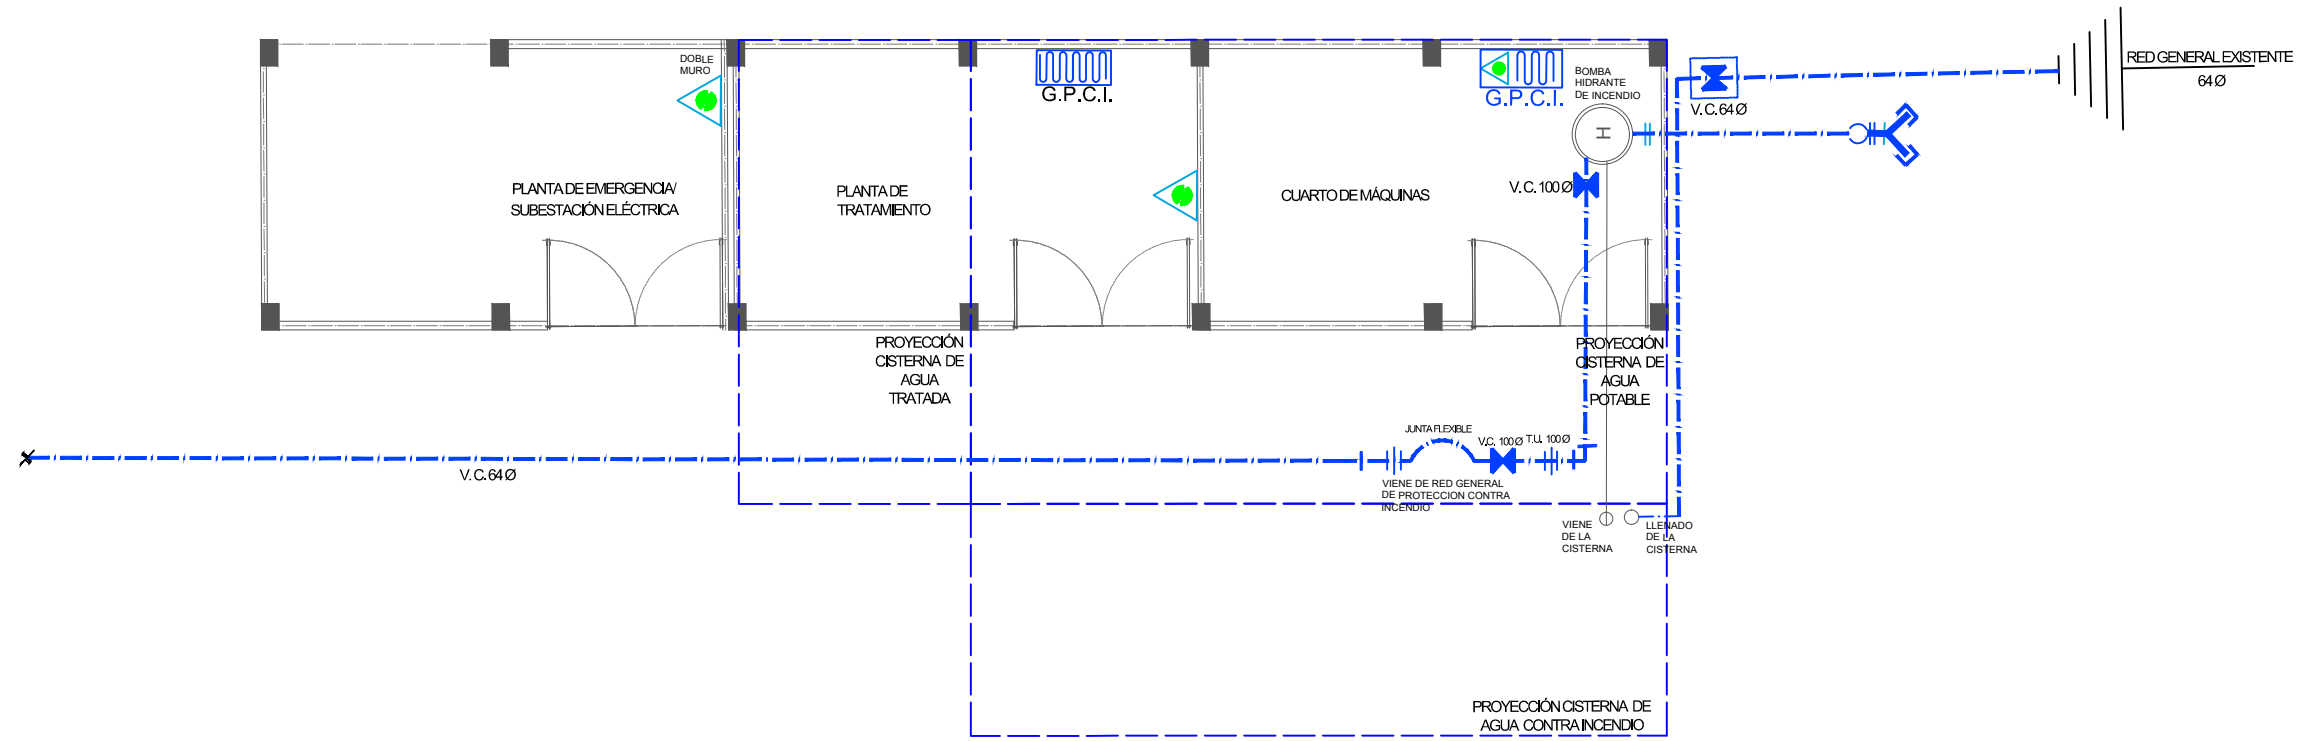 RED GENERAL EXISTENTE
64Ø
DOBLE
MURO
G.P.C.I.
G.P.C.I.
BOMBA
HIDRANTE
DE INCENDIO
H
V.C.64Ø
PLANTA DE EMERGENCIA/
SUBESTACIÓN ELÉCTRICA
PLANTA DE
TRATAMIENTO
CUARTO DE MÁQUINAS
V.C.100Ø
PROYECCIÓN
CISTERNA DE
AGUA
TRATADA
PROYECCIÓN
CISTERNA DE
AGUA
POTABLE
JUNTA FLEXIBLE
V.C. 100Ø
T.U. 100Ø
V.C.64Ø
VIENE DE RED GENERAL
DE PROTECCION CONTRA
INCENDIO
VIENE
DE LA
CISTERNA
LLENADO
DE LA
CISTERNA
PROYECCIÓN CISTERNA DE
AGUA CONTRA INCENDIO